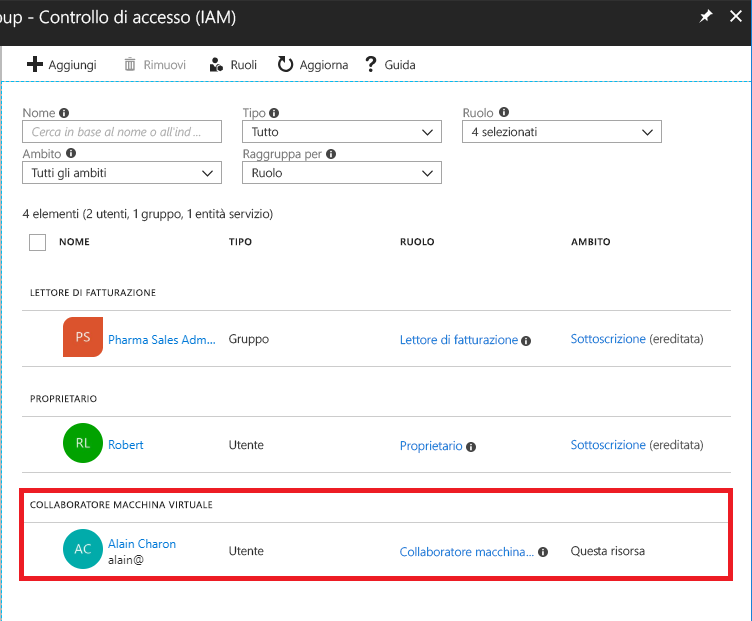 oup - Controllo di accesso (IAM)
Aggiungi Rimuovi Ruoli Aggiorna Guida
Nome Tipo Ruolo
Cerca in base al nome o all'ind ... Tutto 4 selezionati
Ambito Raggruppa per
Tutti gli ambiti Ruolo
4 elementi (2 utenti, 1 gruppo, 1 entità servizio)
NOME TIPO RUOLO AMBITO
LETTORE DI FATTURAZIONE
PS Pharma Sales Adm... Gruppo Lettore di fatturazione Sottoscrizione (ereditata)
PROPRIETARIO
RL Robert Utente Proprietario Sottoscrizione (ereditata)
COLLABORATORE MACCHINA VIRTUALE
AC Alain Charon Utente Collaboratore macchina... Questa risorsa
alain@